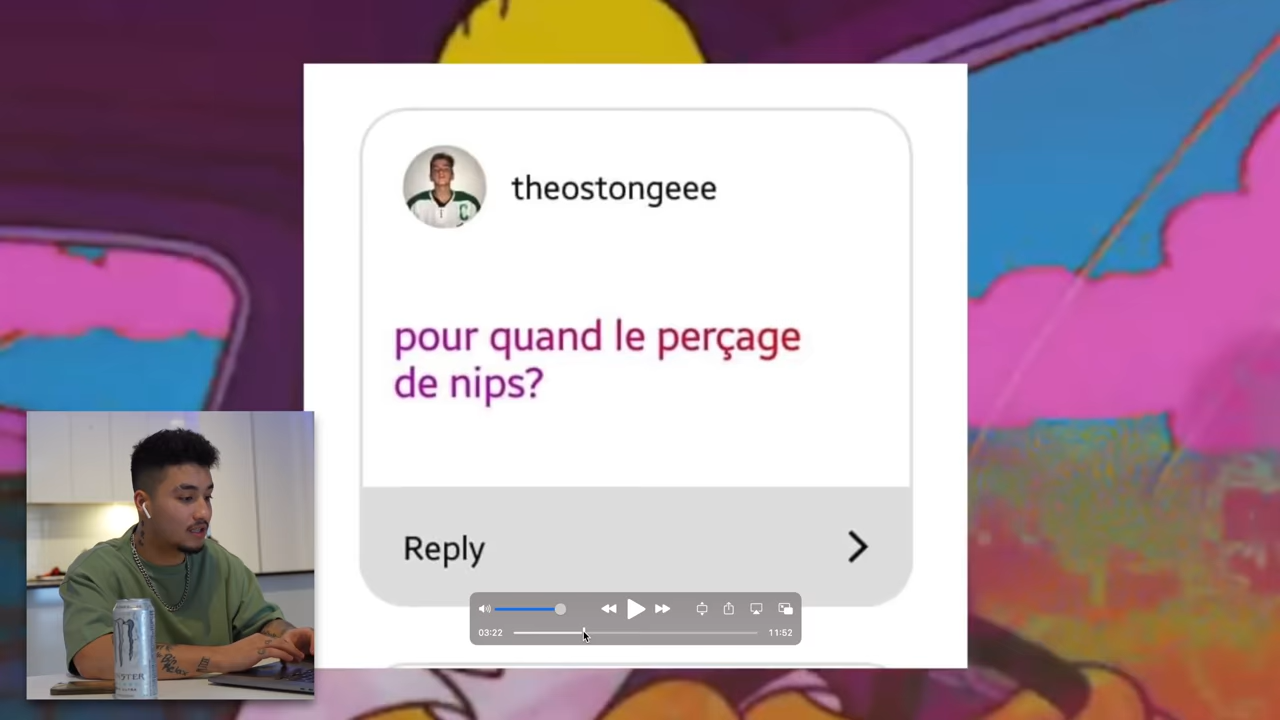 theostongeee
pour quand le perçage
de nips?
Reply
03:22
11:52